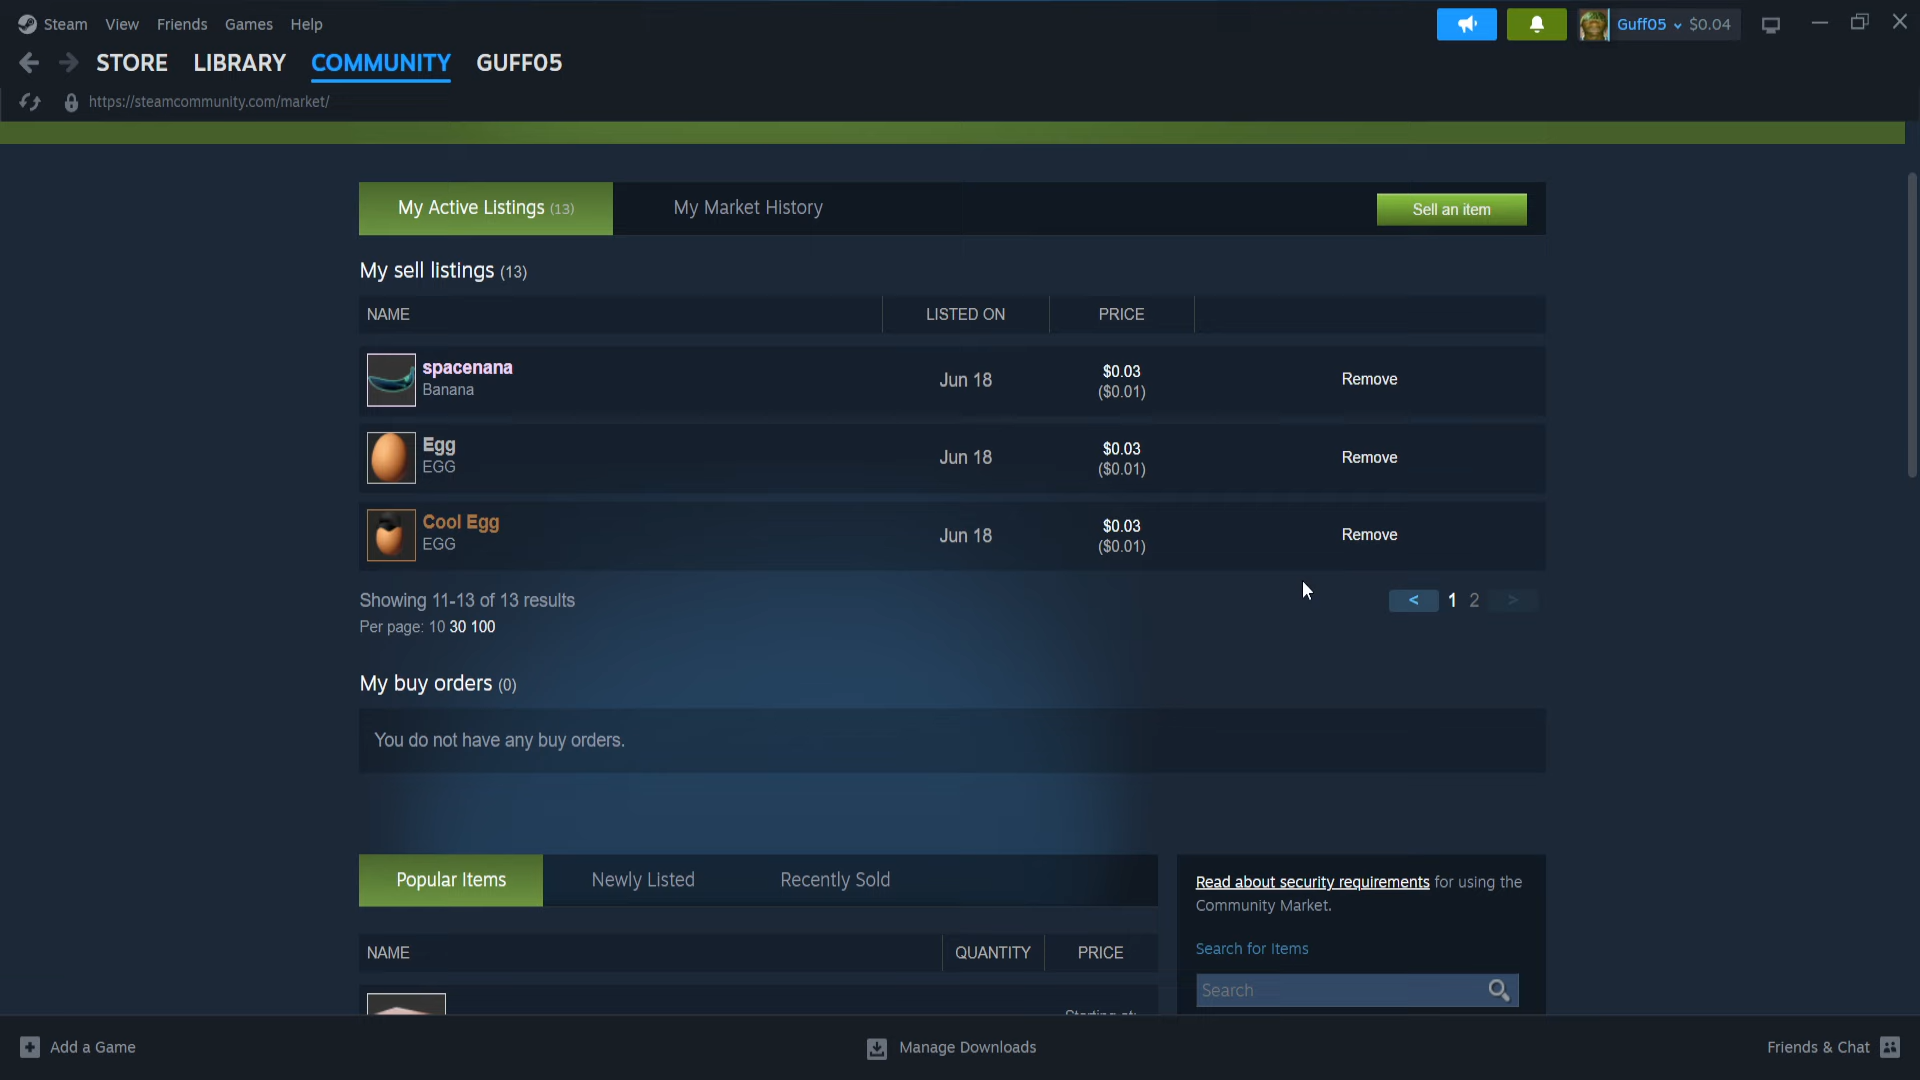 Steam View Friends Games Help
Guff05 $0.04
STORE LIBRARY COMMUNITY GUFF05
https://steamcommunity.com/market/
My Active Listings (13) My Market History Sell an item
My sell listings (13)
NAME LISTED ON PRICE
spacenana
Banana
Jun 18
$0.03
($0.01)
Remove
Egg
EGG
Jun 18
$0.03
($0.01)
Remove
Cool Egg
EGG
Jun 18
$0.03
($0.01)
Remove
Showing 11-13 of 13 results
< 1 2 >
Per page: 10 30 100
My buy orders (0)
You do not have any buy orders.
Popular Items Newly Listed Recently Sold
NAME QUANTITY PRICE
Starting at:
Read about security requirements for using the
Community Market.
Search for Items
Search
Add a Game Manage Downloads Friends & Chat